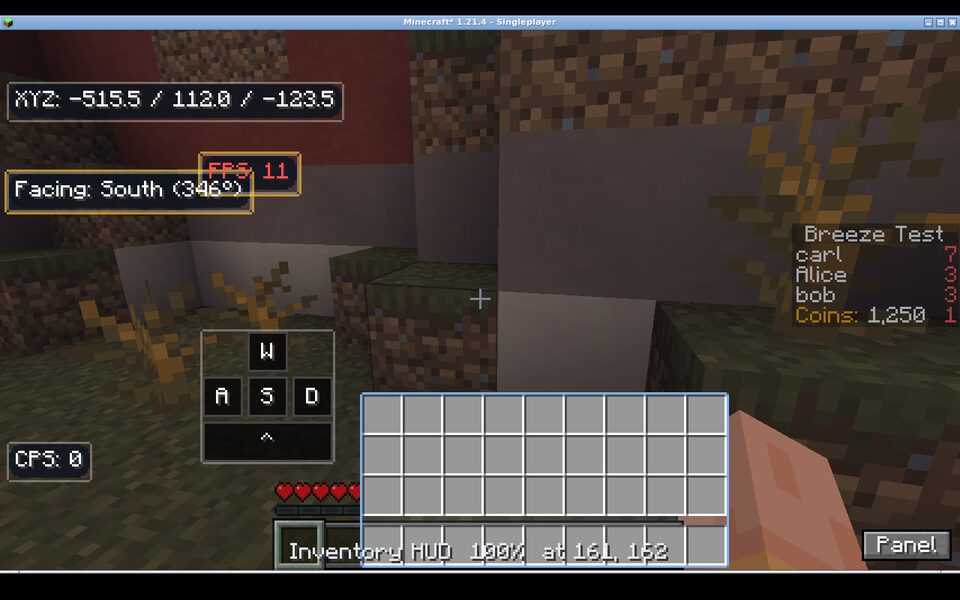 Minecraft* 1.21.4 - Singleplayer
XYZ: -515.5 / 112.0 / -123.5
FPS: 11
Facing: South (346°)
Breeze Test
carl 7
Alice 3
bob 3
Coins: 1,250 1
W
A S D
^
CPS: 0
Inventory HUD 100% at 161, 162
Panel